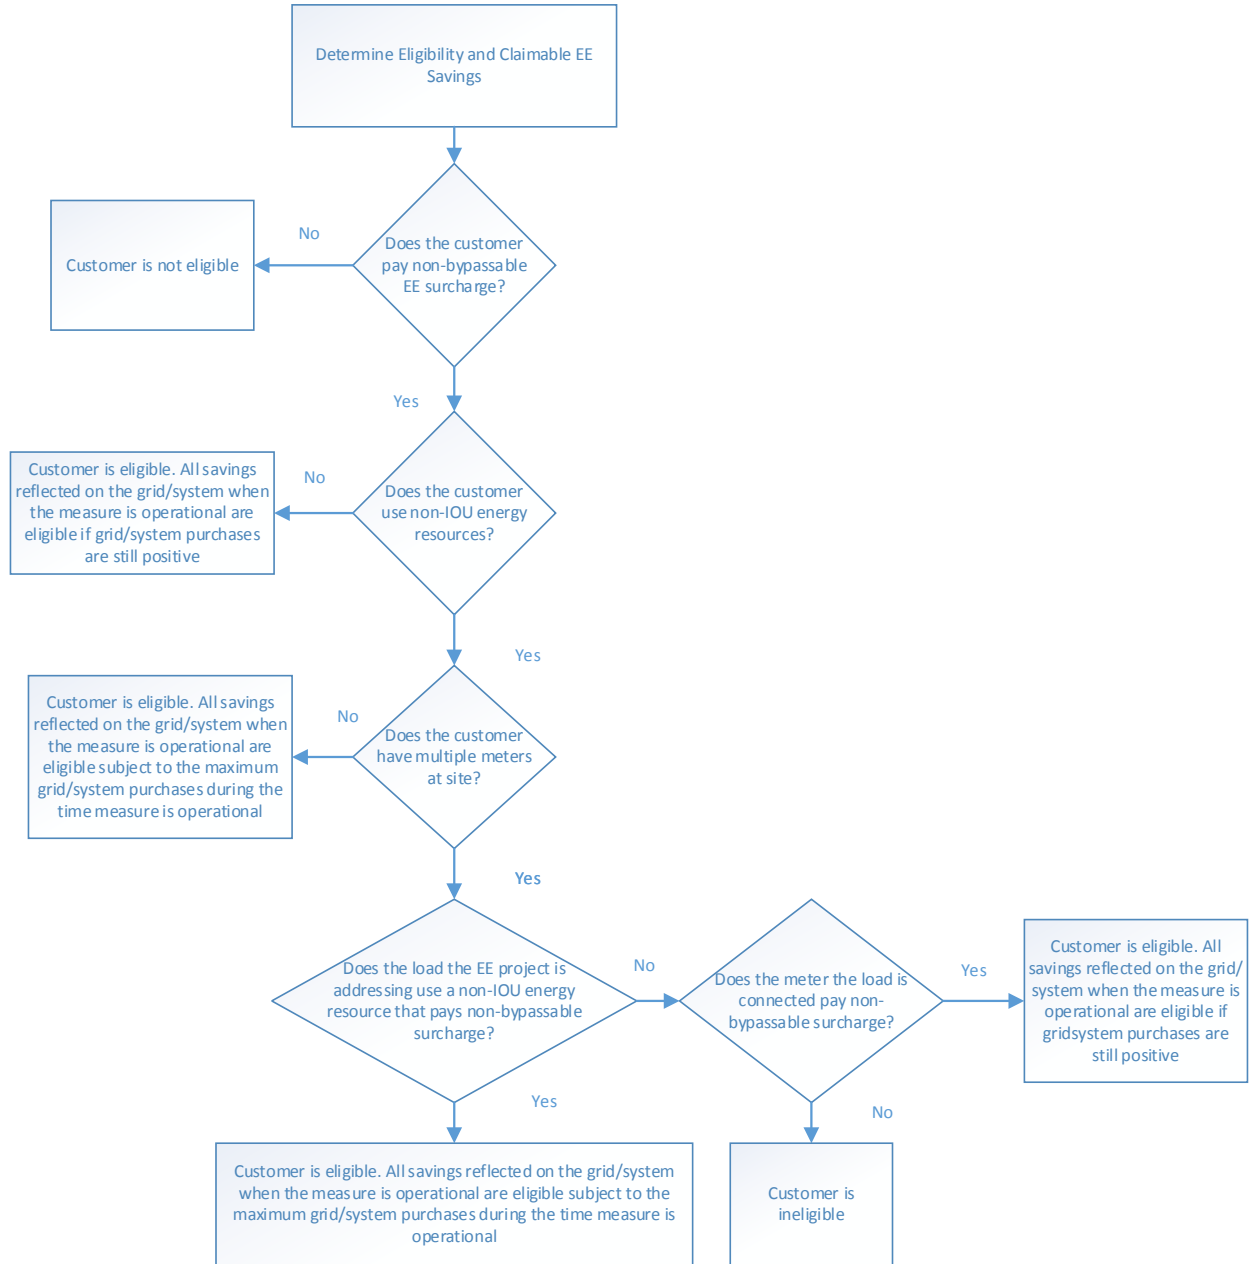 Determine Eligibility and Claimable EE
Savings
No
Does the customer
pay non-bypassable
EE surcharge?
Customer is not eligible
Yes
Customer is eligible. All savings
reflected on the grid/system when
the measure is operational are
eligible if grid/system purchases
are still positive
No
Does the customer
use non-IOU energy
resources?
Yes
Customer is eligible. All savings
reflected on the grid/system when
the measure is operational are
eligible subject to the maximum
grid/system purchases during the
time measure is operational
No
Does the customer
have multiple meters
at site?
Yes
Does the load the EE project is
addressing use a non-IOU energy
resource that pays non-bypassable
surcharge?
No
Does the meter the load is
connected pay non-
bypassable surcharge?
Yes
Customer is eligible. All
savings reflected on the grid/
system when the measure is
operational are eligible if
gridsystem purchases are
still positive
Yes
No
Customer is eligible. All savings reflected on the grid/system
when the measure is operational are eligible subject to the
maximum grid/system purchases during the time measure is
operational
Customer is
ineligible